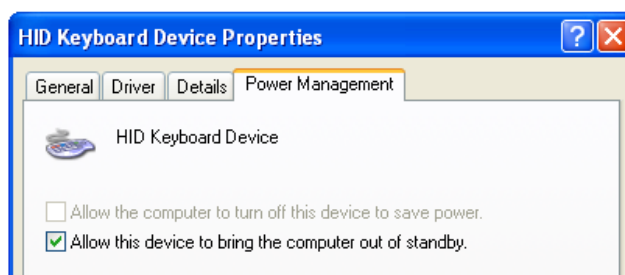 HID Keyboard Device Properties
General Driver Details Power Management
HID Keyboard Device
Allow the computer to turn off this device to save power.
Allow this device to bring the computer out of standby.